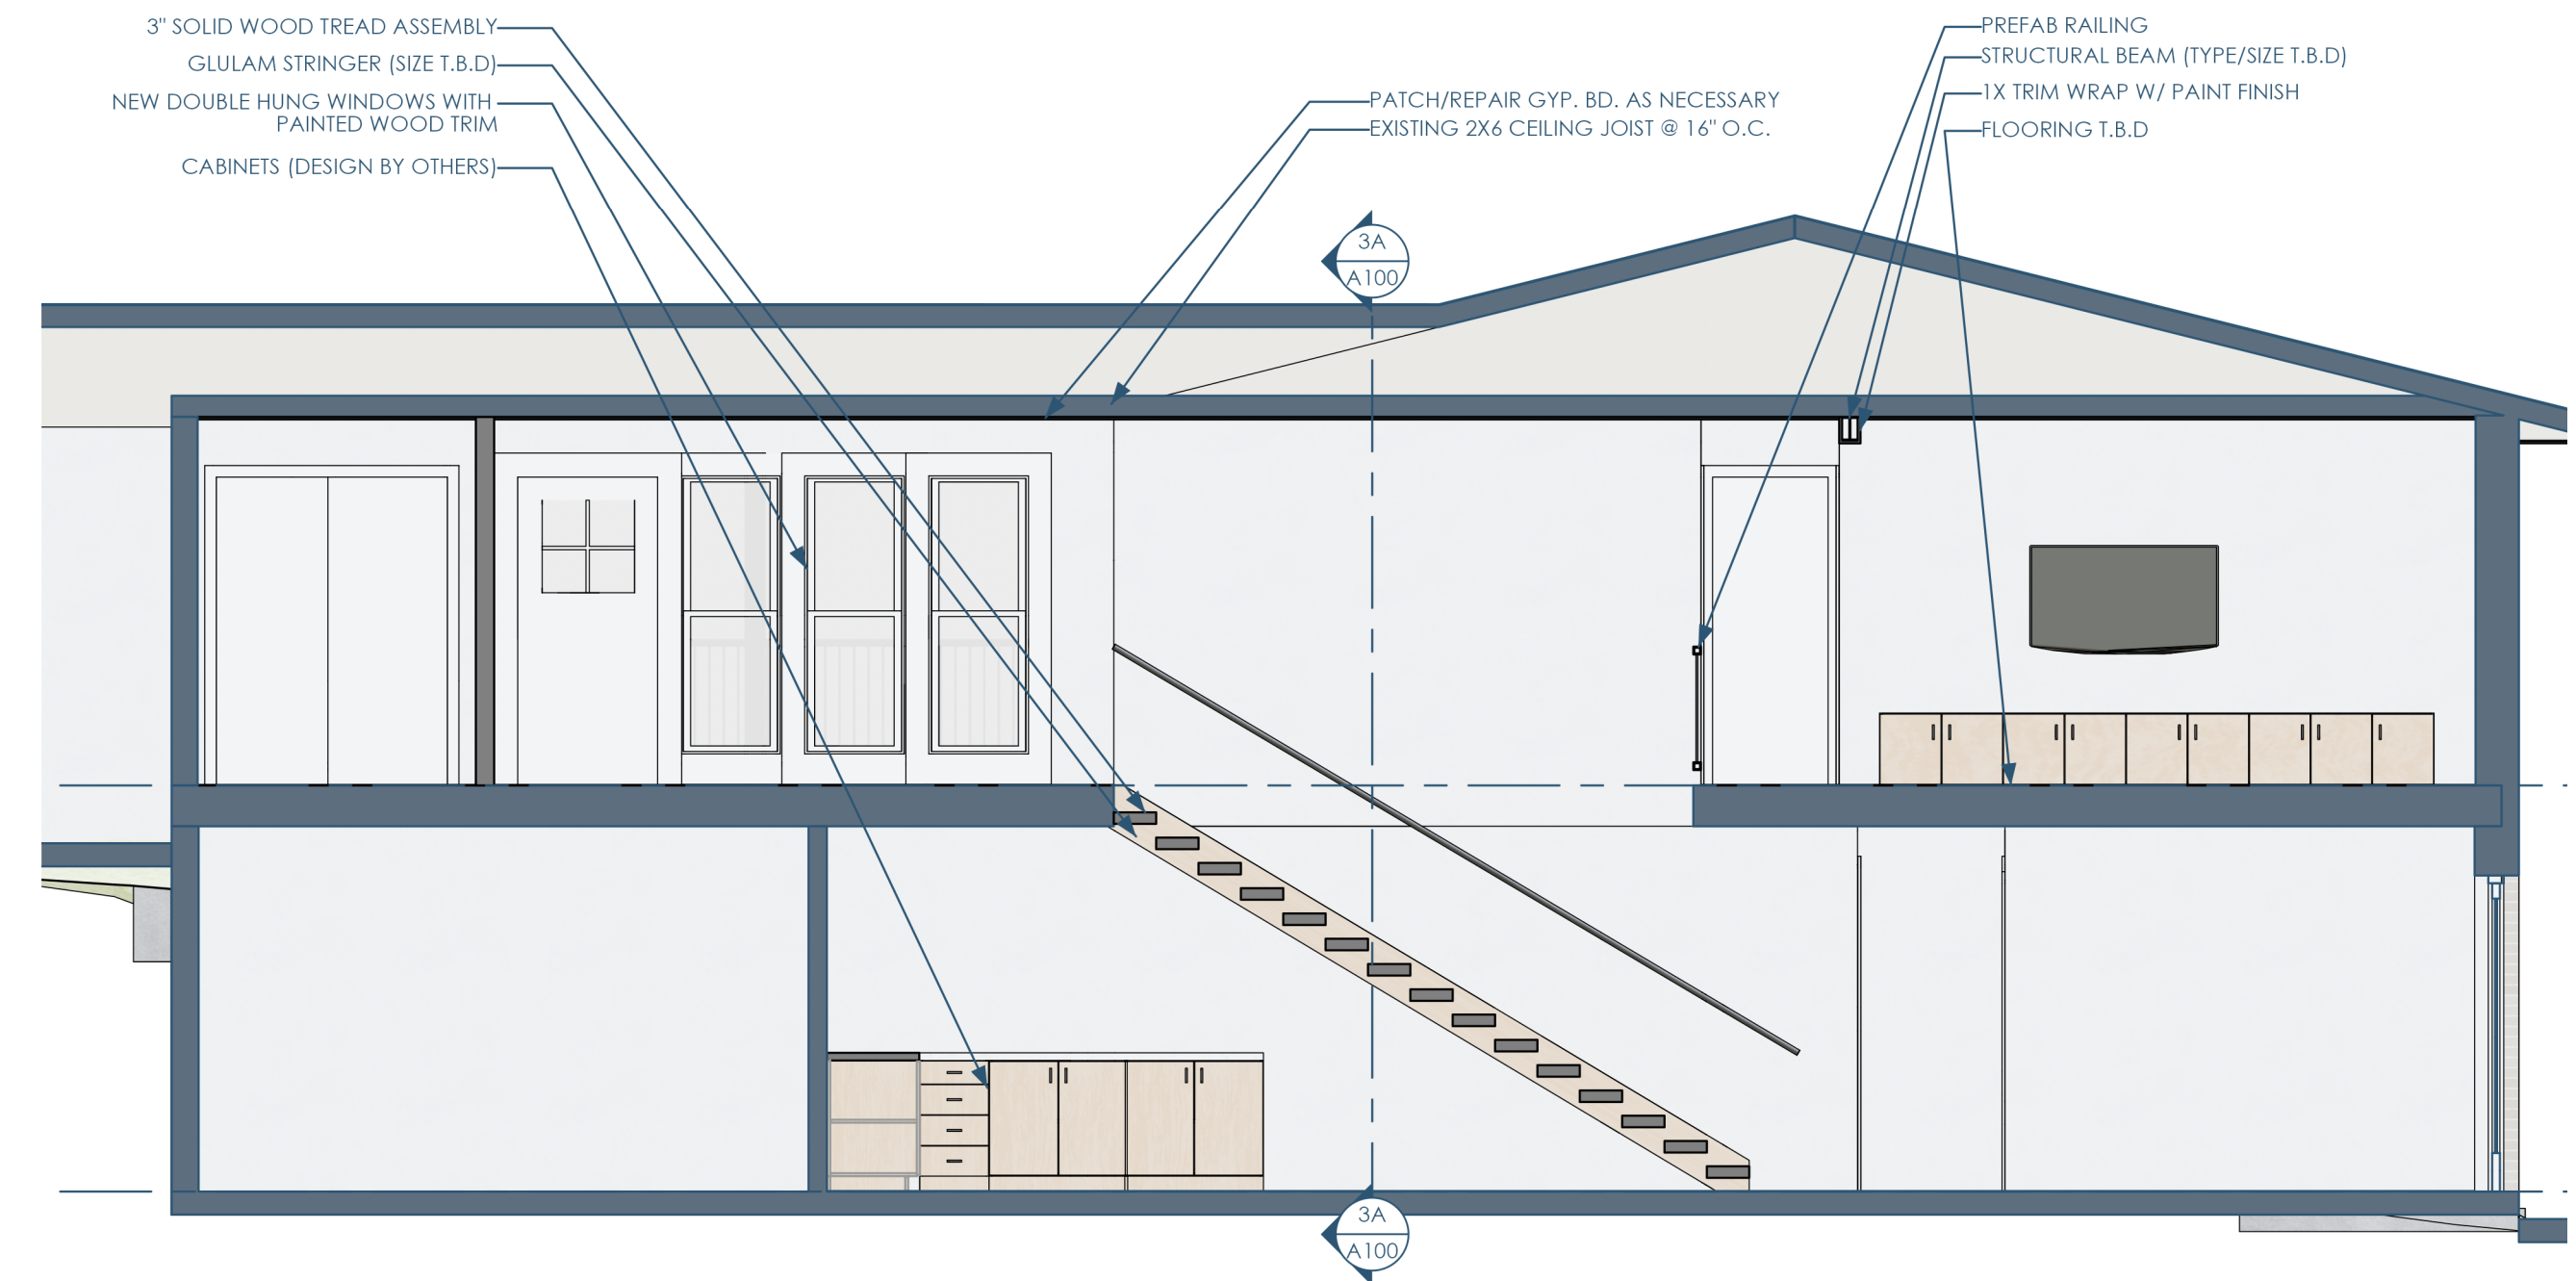 3" SOLID WOOD TREAD ASSEMBLY
GLULAM STRINGER (SIZE T.B.D)
NEW DOUBLE HUNG WINDOWS WITH
PAINTED WOOD TRIM
CABINETS (DESIGN BY OTHERS)
PATCH/REPAIR GYP. BD. AS NECESSARY
EXISTING 2X6 CEILING JOIST @ 16" O.C.
PREFAB RAILING
STRUCTURAL BEAM (TYPE/SIZE T.B.D)
1X TRIM WRAP W/ PAINT FINISH
FLOORING T.B.D
3A
A100
3A
A100